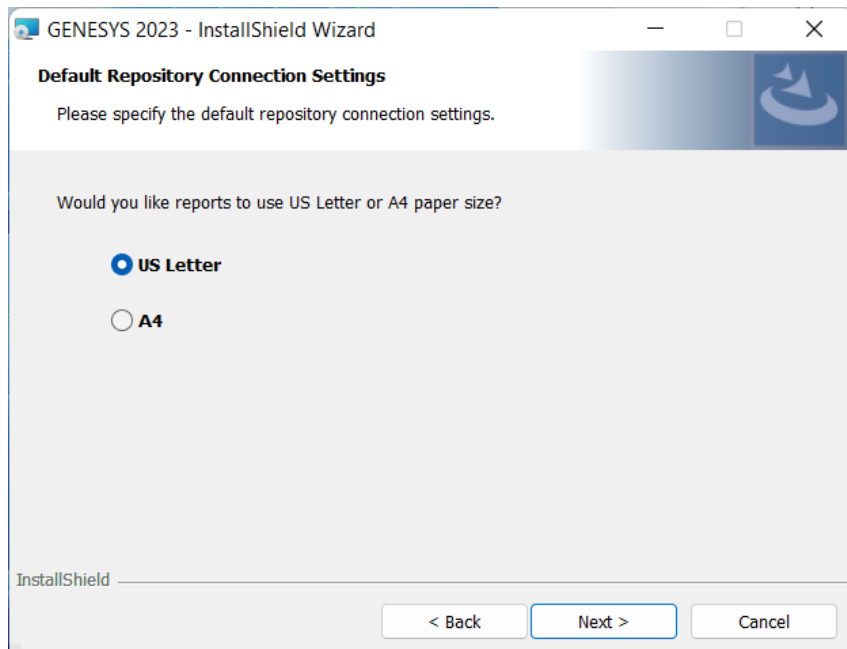 GENESYS 2023 - InstallShield Wizard
Default Repository Connection Settings
Please specify the default repository connection settings.
Would you like reports to use US Letter or A4 paper size?
US Letter
A4
InstallShield
< Back Next > Cancel